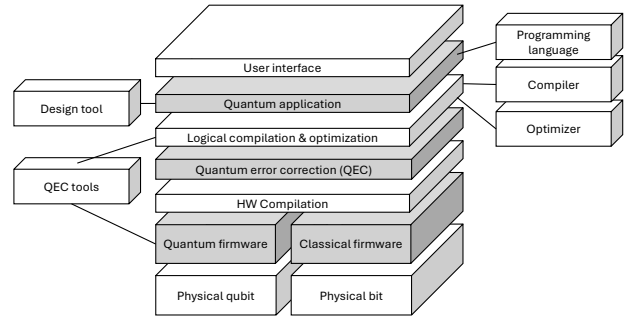 Programming
language
User interface
Compiler
Design tool
Quantum application
Optimizer
Logical compilation & optimization
Quantum error correction (QEC)
QEC tools
HW Compilation
Quantum firmware
Classical firmware
Physical qubit
Physical bit